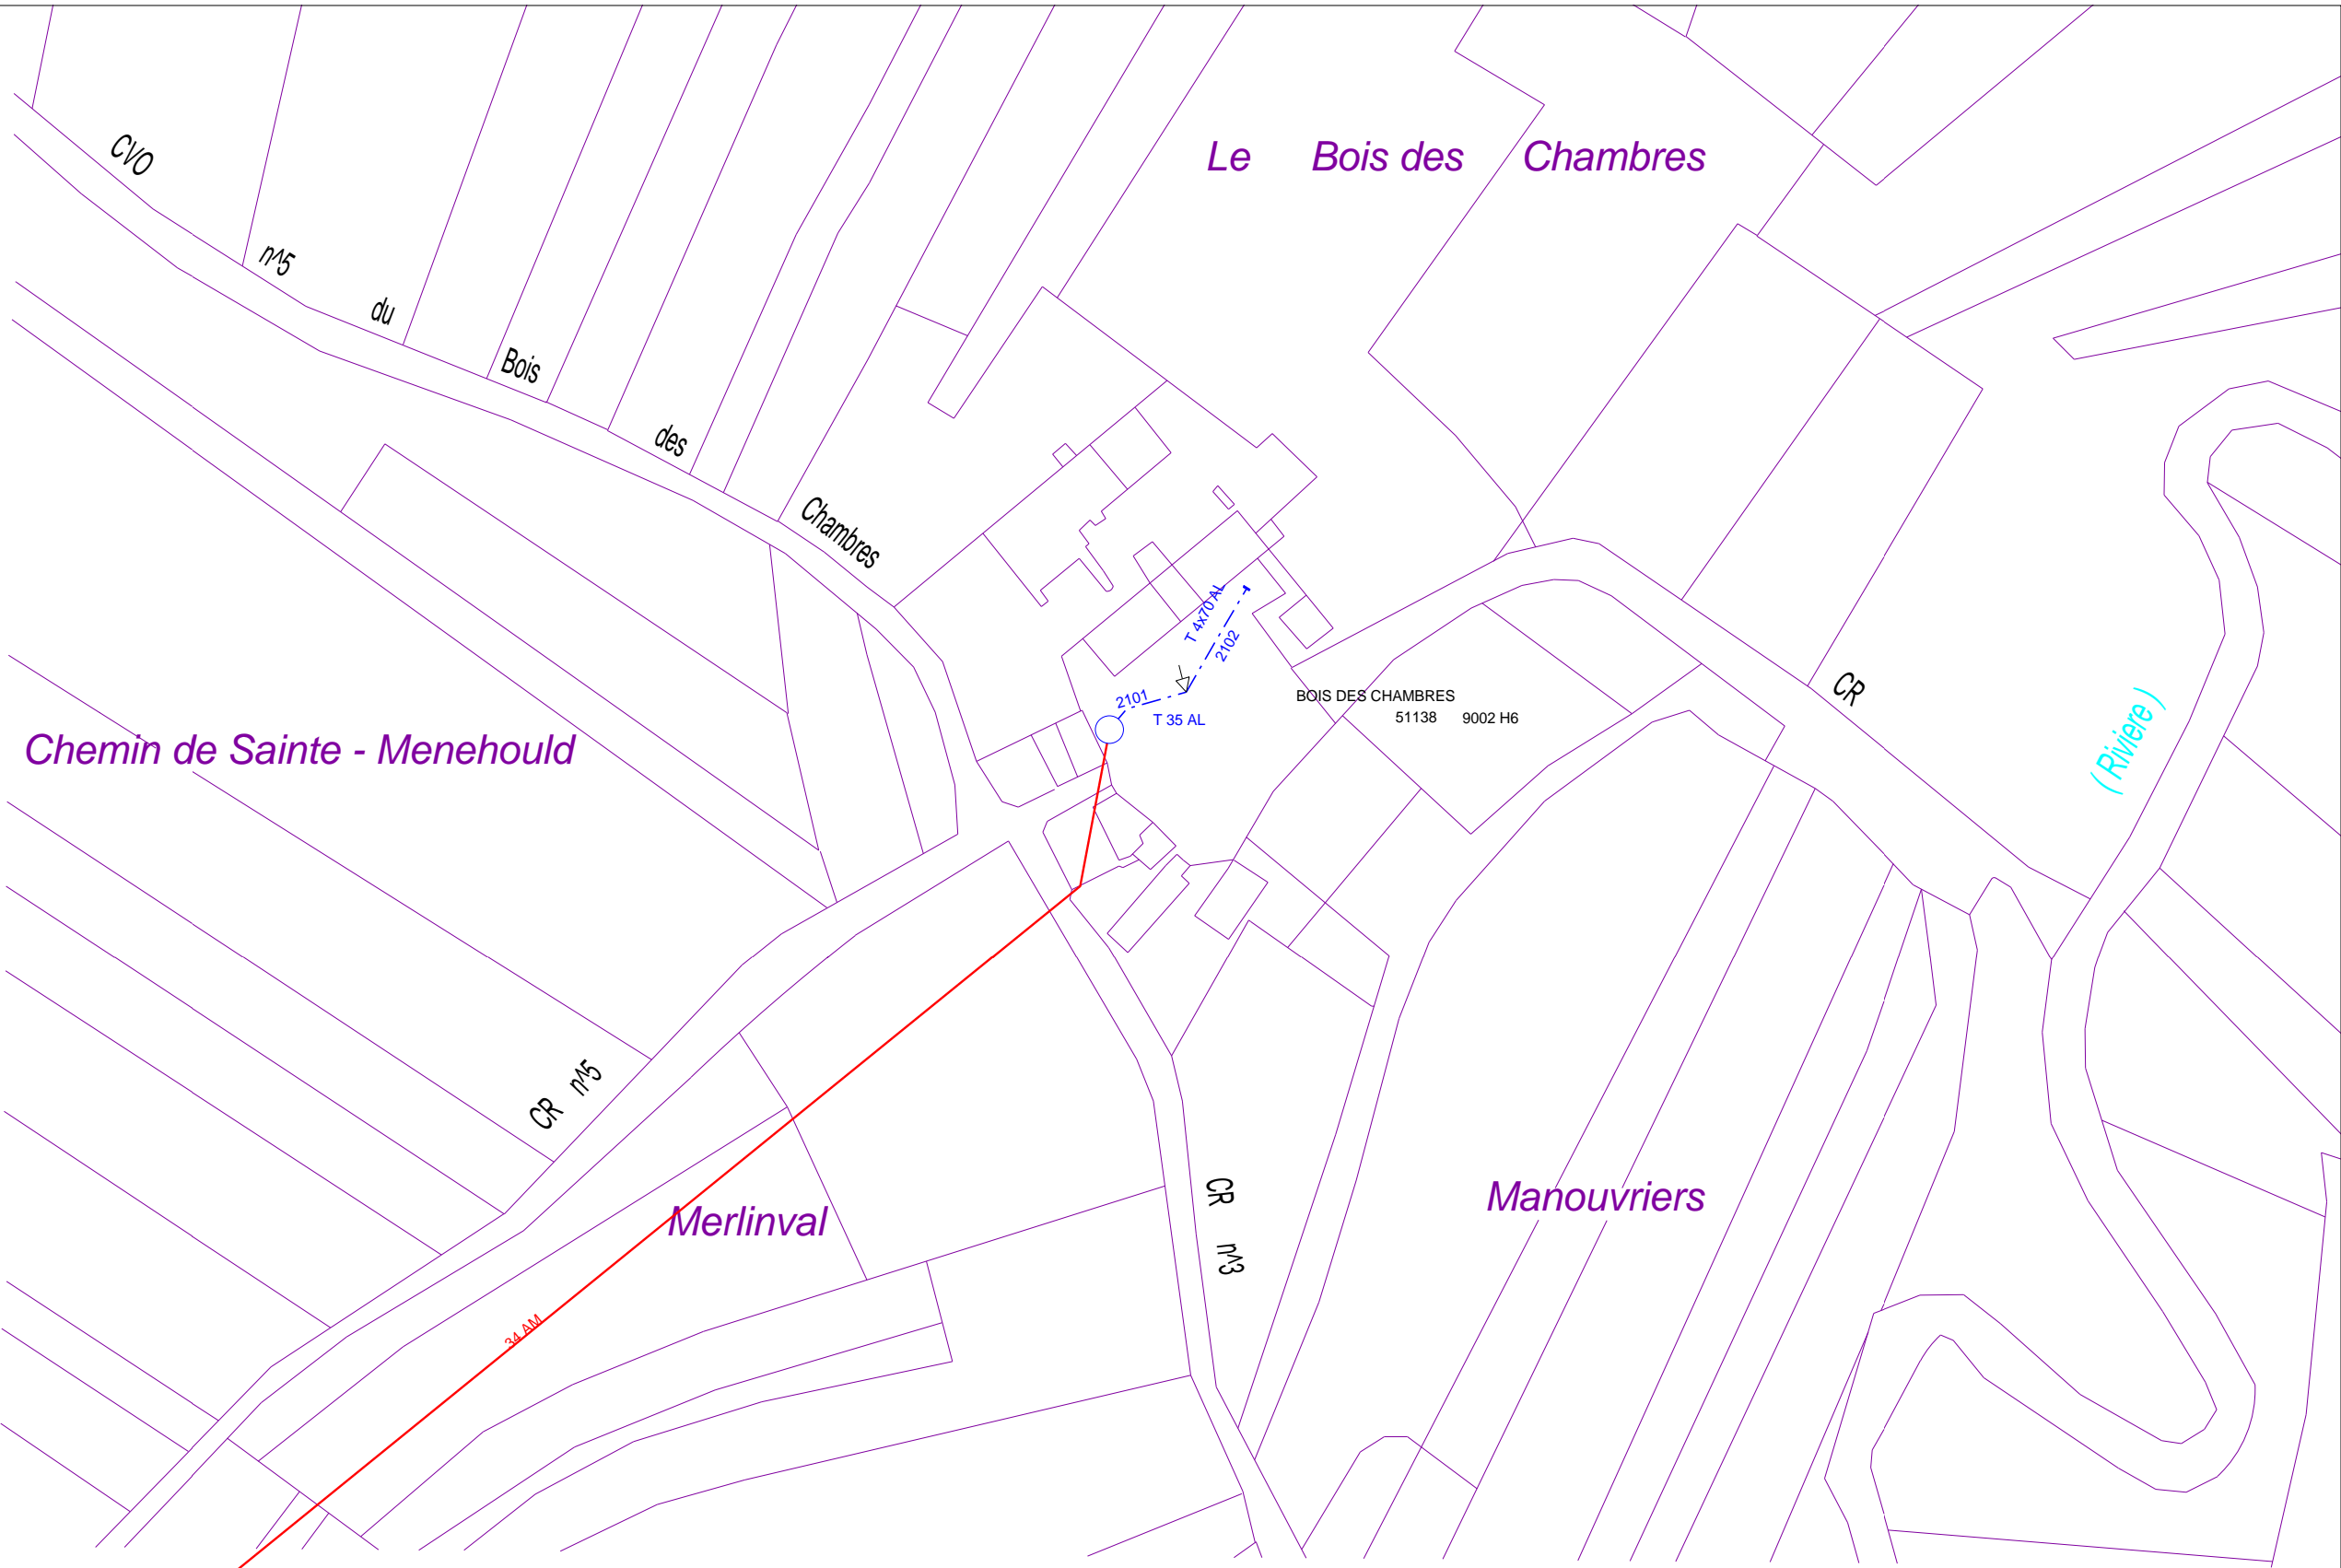 Le Bois des Chambres
CVO n^5 du Bois des Chambres
T 4x70 AL
2102
2101
T 35 AL
BOIS DES CHAMBRES
51138 9002 H6
CR
( Riviere )
Chemin de Sainte - Menehould
CR n^5
Merlinval
CR n^3
Manouvriers
34 AM